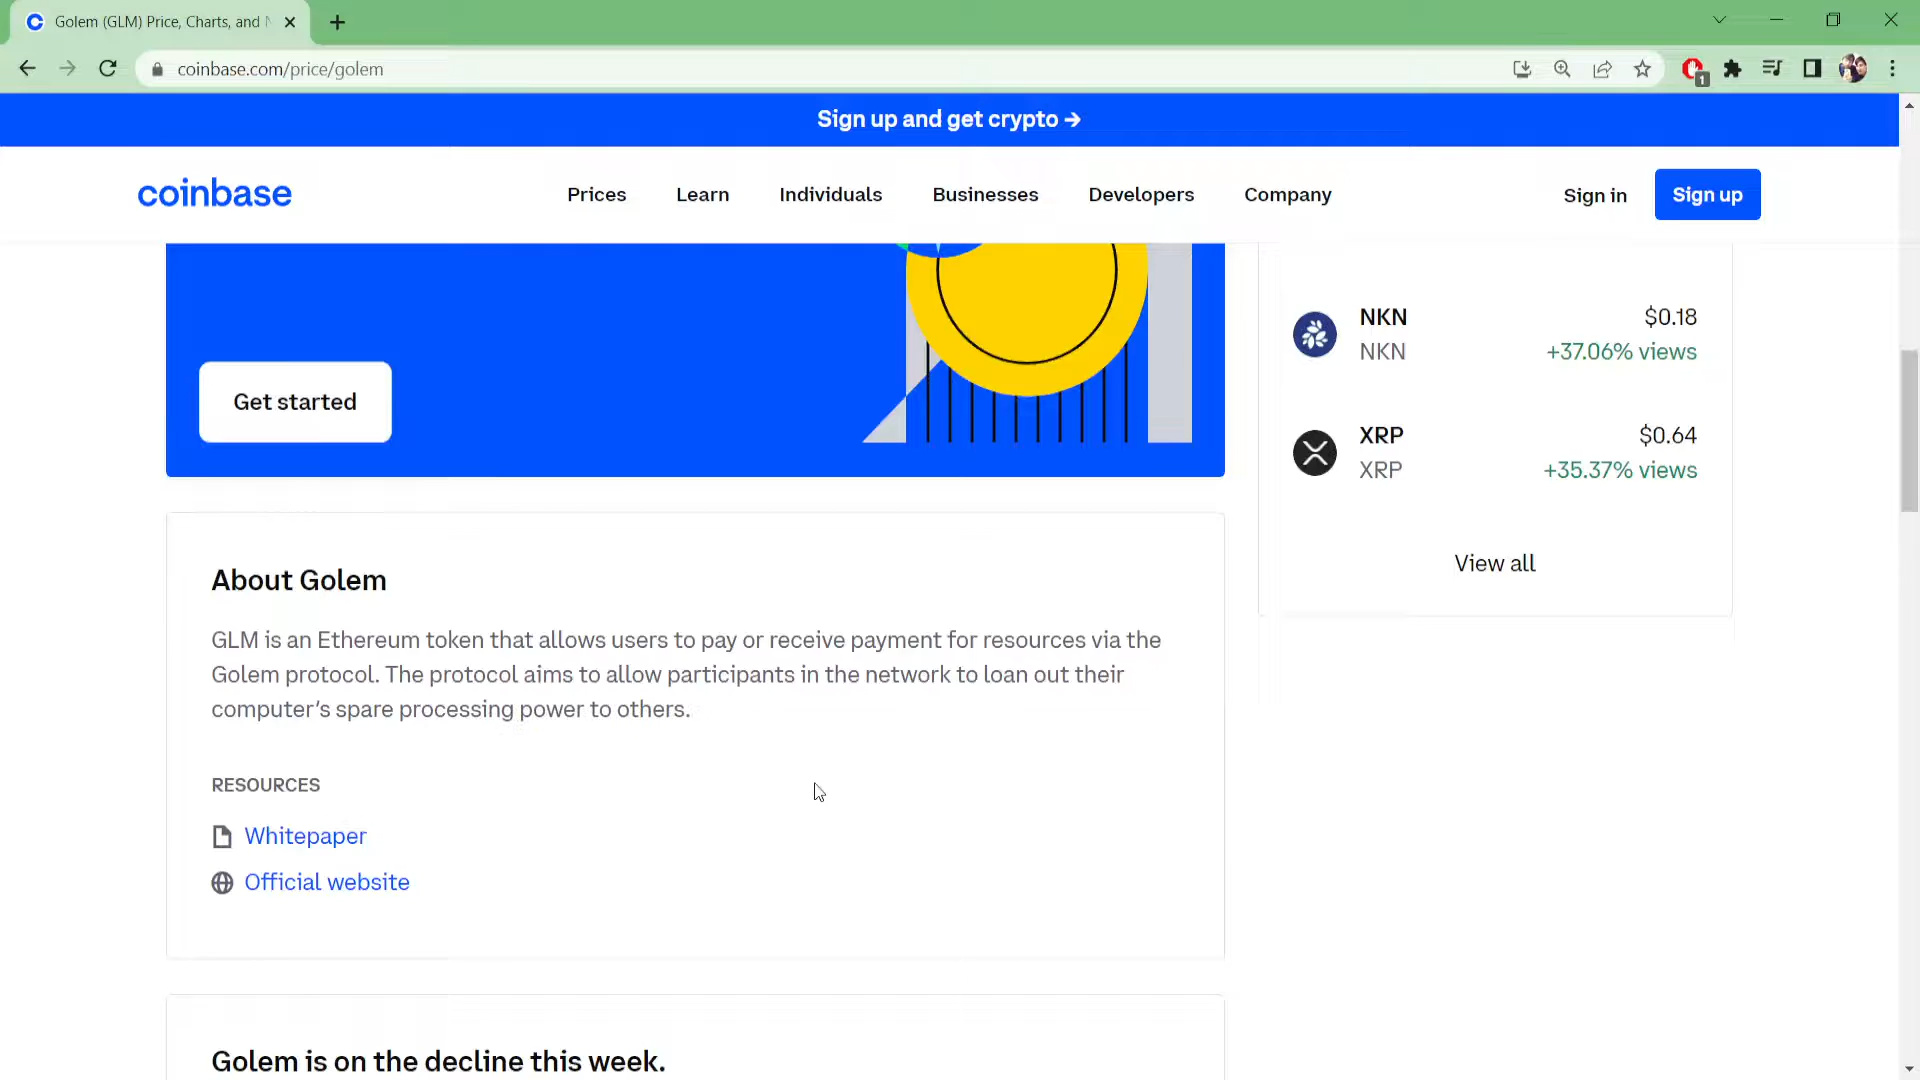 Golem (GLM) Price, Charts, and
coinbase.com/price/golem
1
Sign up and get crypto →
coinbase
Prices
Learn
Individuals
Businesses
Developers
Company
Sign in
Sign up
Get started
NKN
$0.18
NKN
+37.06% views
XRP
$0.64
XRP
+35.37% views
View all
About Golem
GLM is an Ethereum token that allows users to pay or receive payment for resources via the
Golem protocol. The protocol aims to allow participants in the network to loan out their
computer’s spare processing power to others.
RESOURCES
Whitepaper
Official website
Golem is on the decline this week.